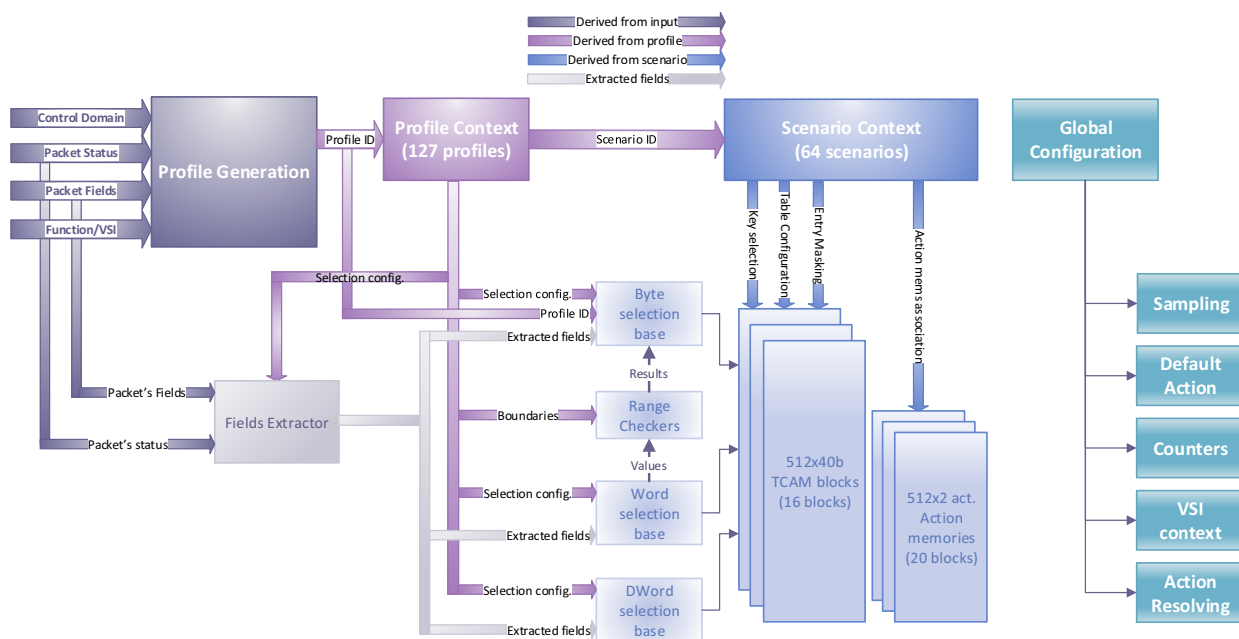 Derived from input
Derived from profile
Derived from scenario
Extracted fields
Control Domain
Packet Status
Packet Fields
Function/VSI
Profile Generation
Profile ID
Profile Context
(127 profiles)
Scenario ID
Scenario Context
(64 scenarios)
Global
Configuration
Key selection
Table Configuration
Entry Masking
Action mems association
Selection config.
Selection config.
Profile ID
Extracted fields
Byte
selection
base
Results
Boundaries
Range
Checkers
Values
Packet's Fields
Packet's status
Fields Extractor
Selection config.
Extracted fields
Word
selection
base
Selection config.
Extracted fields
DWord
selection
base
512x40b
TCAM blocks
(16 blocks)
512x2 act.
Action
memories
(20 blocks)
Sampling
Default
Action
Counters
VSI
context
Action
Resolving